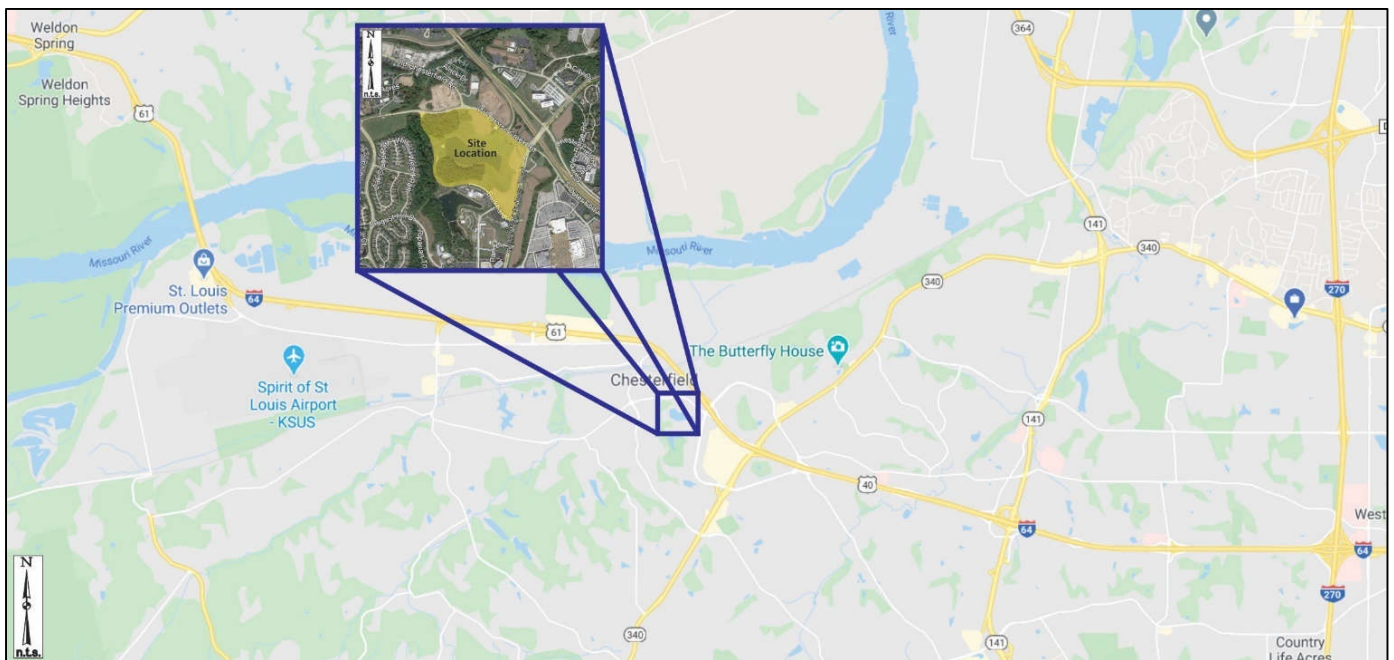 Weldon
Spring
Weldon
Spring Heights
61
N
n.t.s.
Site
Location
364
D
Missouri River
Missouri River
141
340
St. Louis
Premium Outlets
64
340
270
61
The Butterfly House
Chesterfield
Spirit of St
Louis Airport
- KSUS
141
40
West
64
64
N
n.t.s.
270
340
141
Country
Life Acres